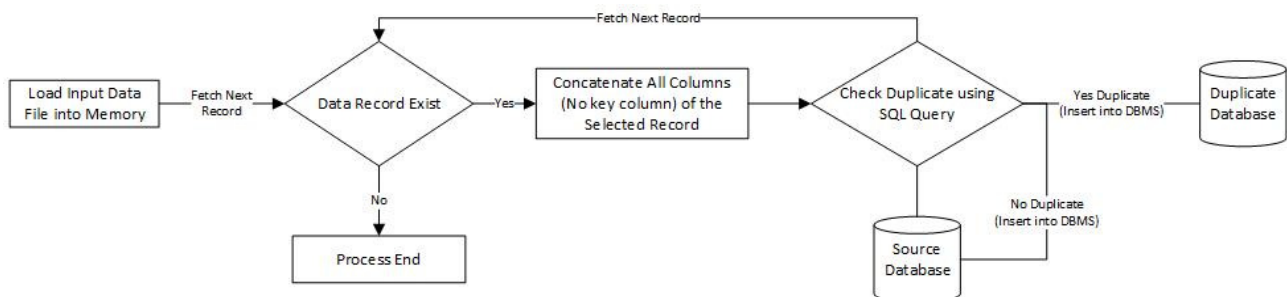 Fetch Next Record
Load Input Data
File into Memory
Fetch Next
Record
Data Record Exist
Yes
Concatenate All Columns
(No key column) of the
Selected Record
Check Duplicate using
SQL Query
Yes Duplicate
(Insert into DBMS)
Duplicate
Database
No
No Duplicate
(Insert into DBMS)
Process End
Source
Database